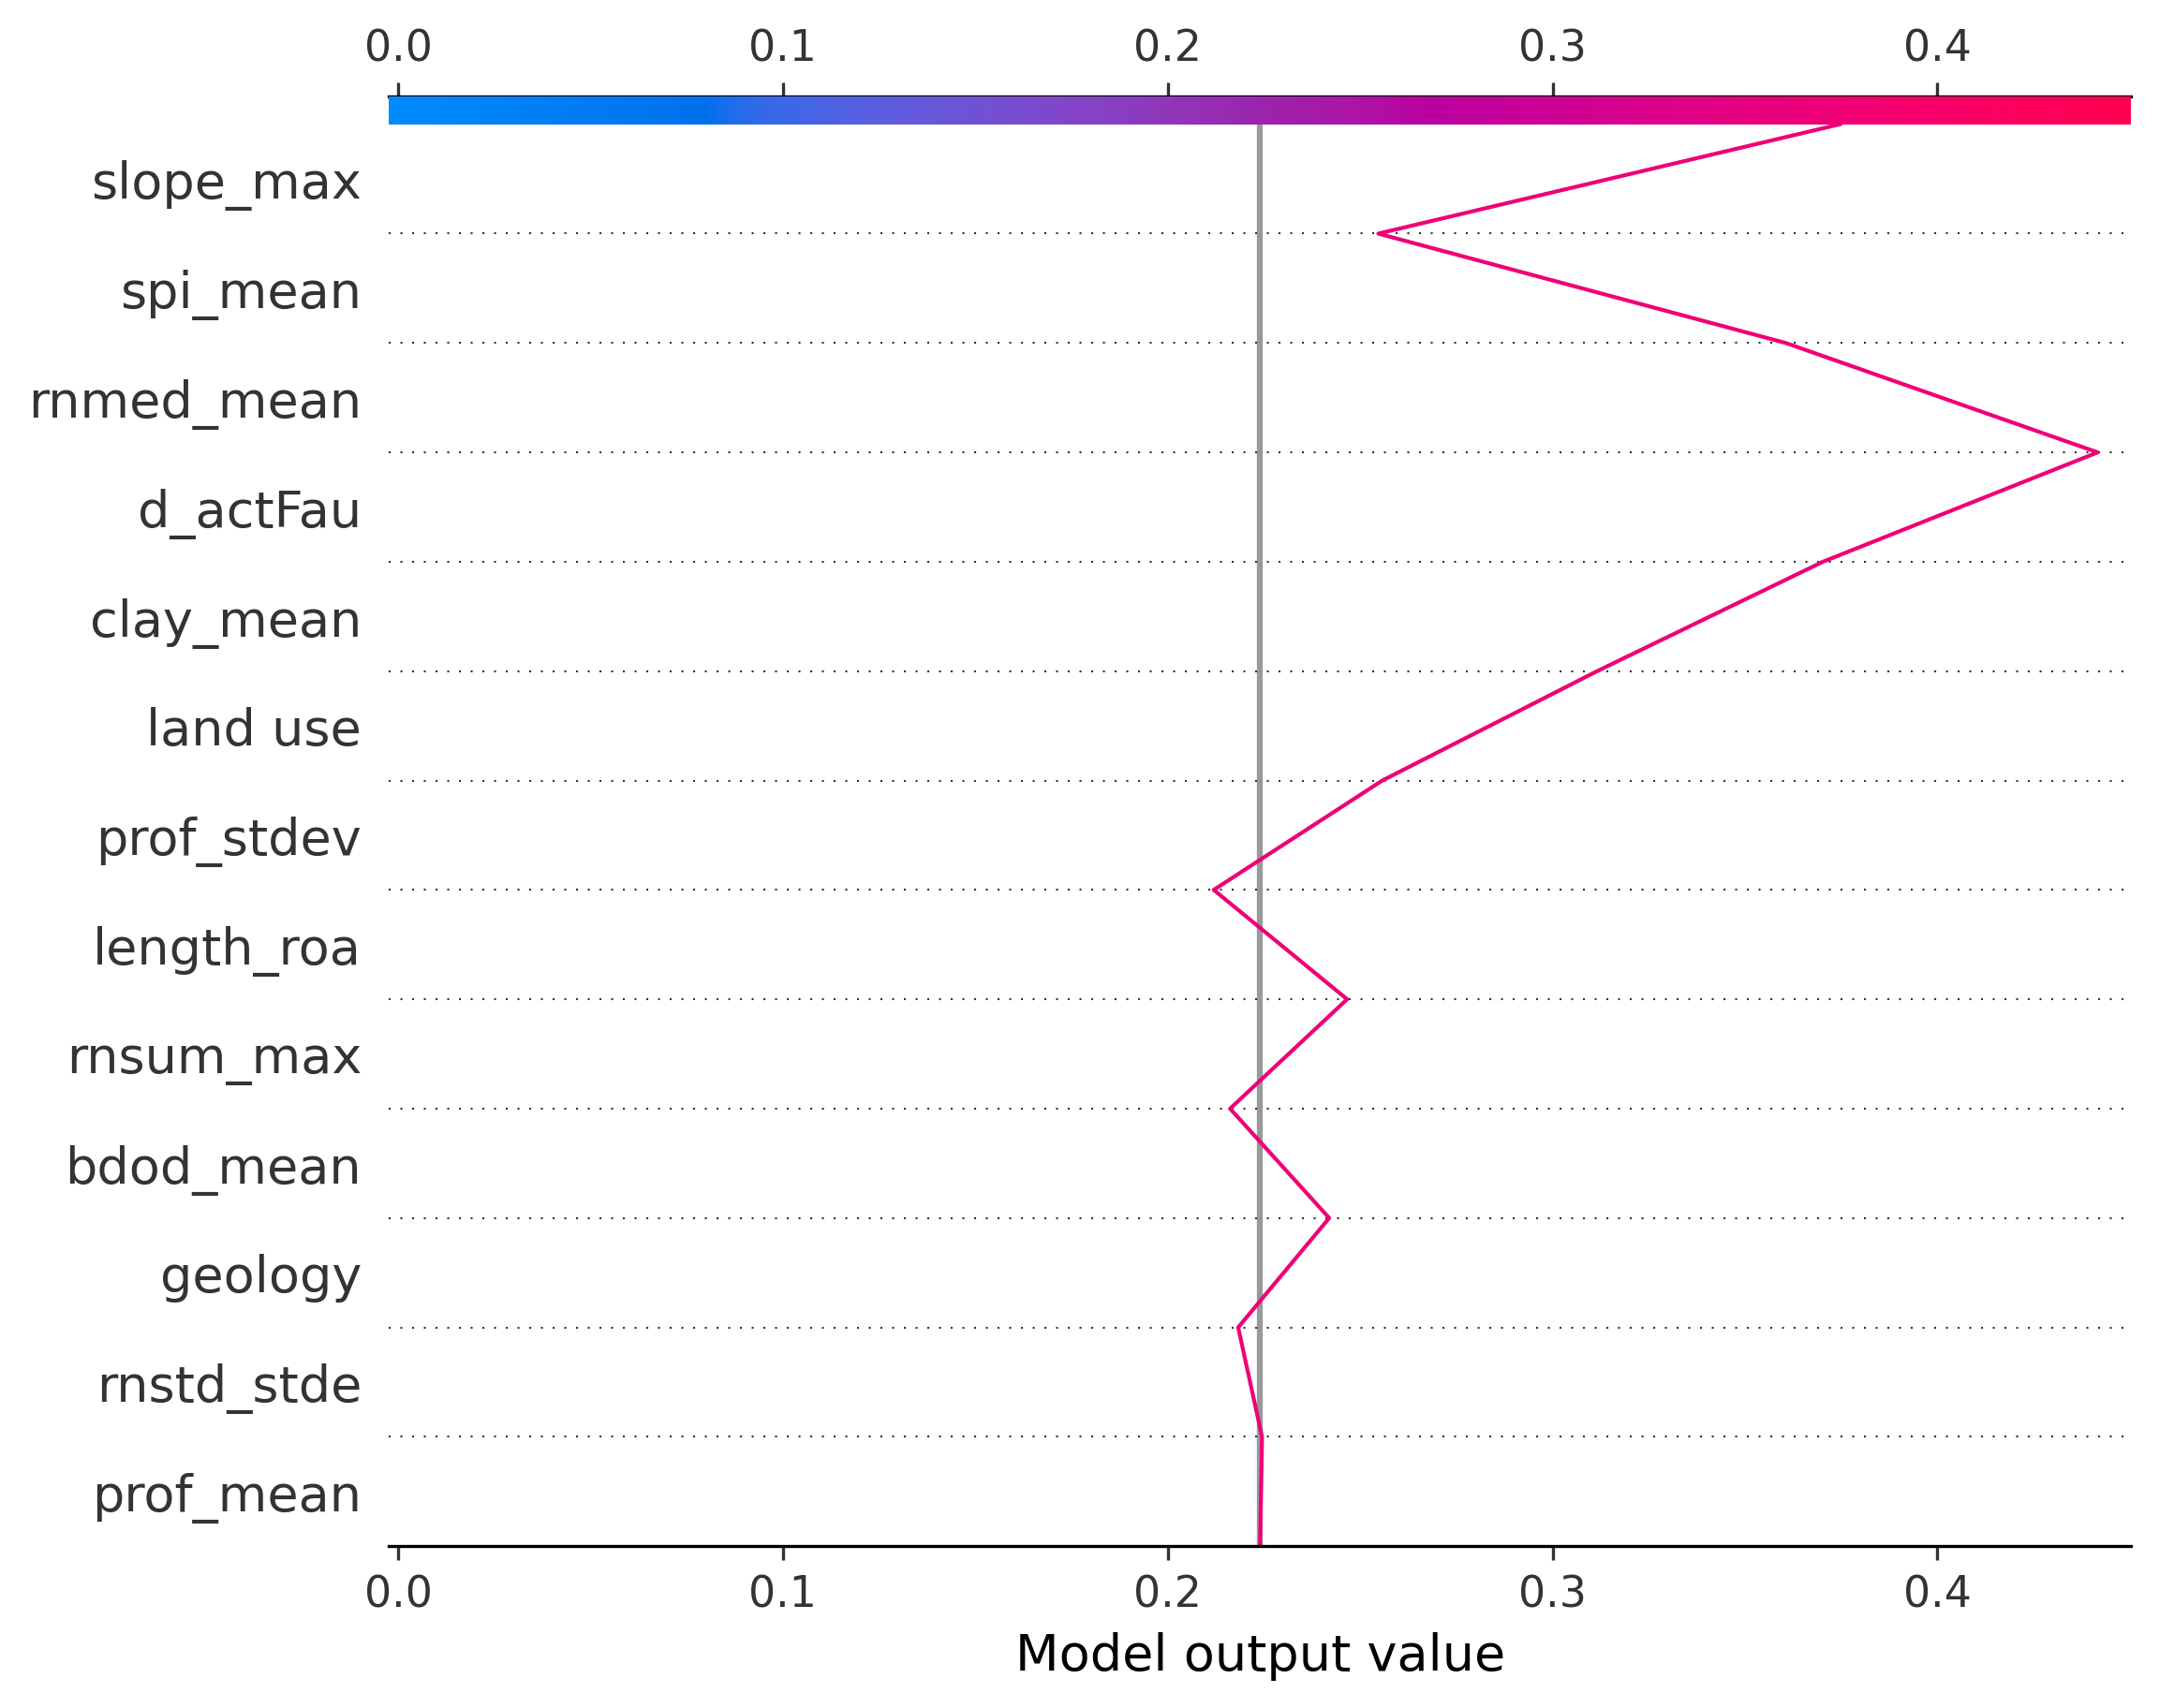 0.0 0.1 0.2 0.3 0.4
slope_max
spi_mean
rnmed_mean
d_actFau
clay_mean
land use
prof_stdev
length_roa
rnsum_max
bdod_mean
geology
rnstd_stde
prof_mean
0.0 0.1 0.2 0.3 0.4
Model output value